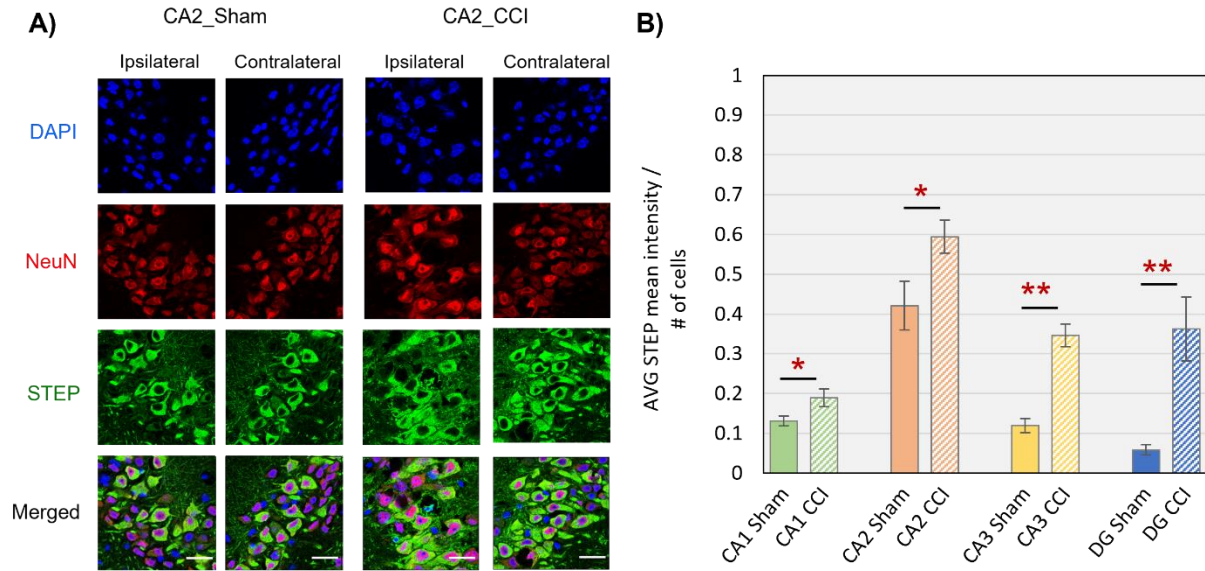 A)
CA2_Sham
CA2_CCI
Ipsilateral
Contralateral
Ipsilateral
Contralateral
DAPI
NeuN
STEP
Merged
B)
AVG STEP mean intensity /
# of cells
1
0.9
0.8
0.7
0.6
0.5
0.4
0.3
0.2
0.1
0
*
*
**
**
CA1 Sham
CA1 CCI
CA2 Sham
CA2 CCI
CA3 Sham
CA3 CCI
DG Sham
DG CCI